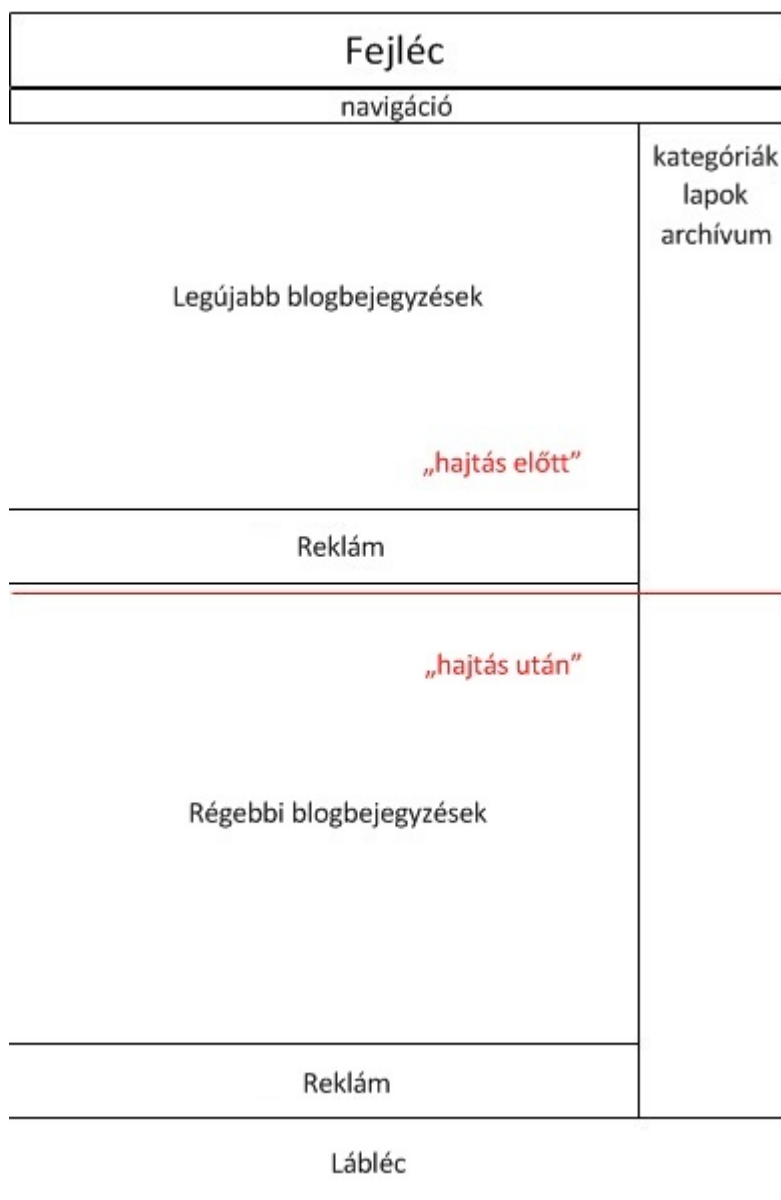 Fejléc
navigáció
kategóriák
lapok
archívum
Legújabb blogbejegyzések
„hajtás előtt”
Reklám
„hajtás után”
Régebbi blogbejegyzések
Reklám
Lábléc